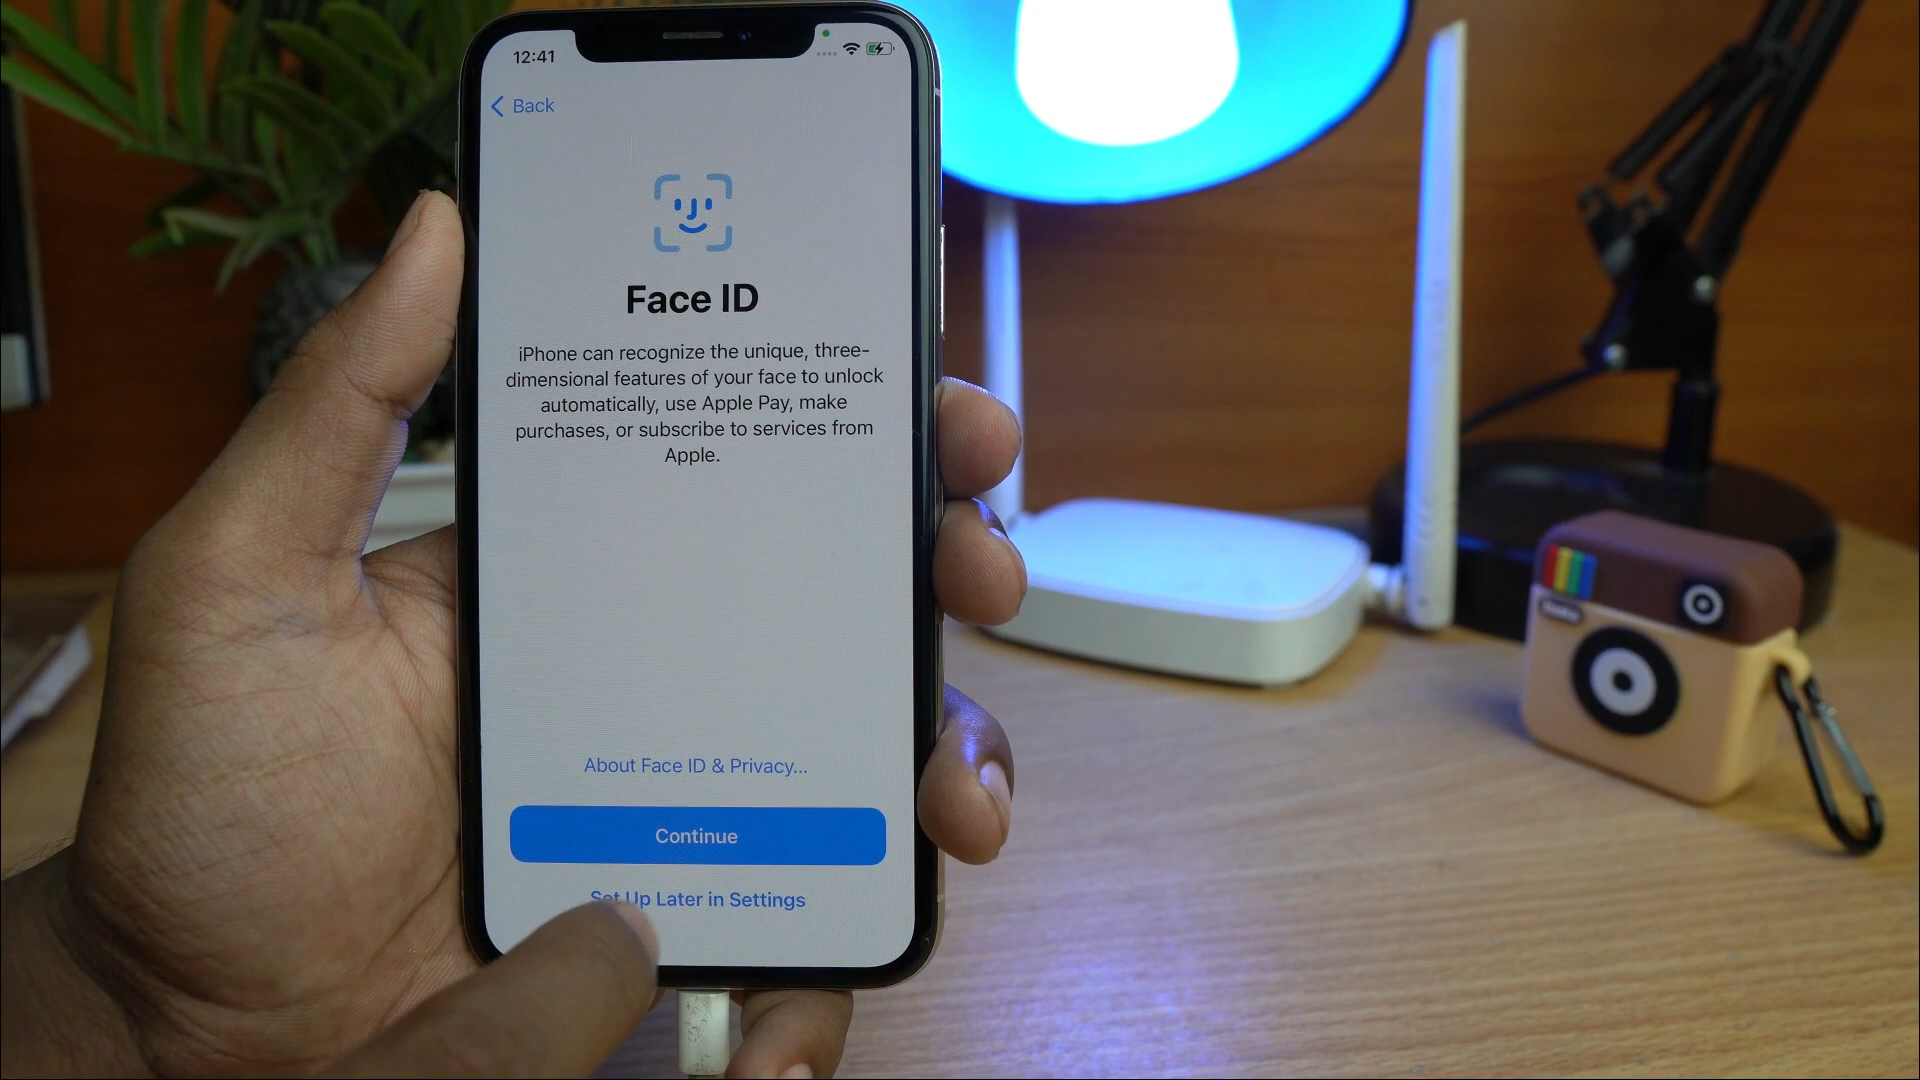 12:41
Back
Face ID
iPhone can recognize the unique, three-
dimensional features of your face to unlock
automatically, use Apple Pay, make
purchases, or subscribe to services from
Apple.
About Face ID & Privacy...
Continue
Set Up Later in Settings